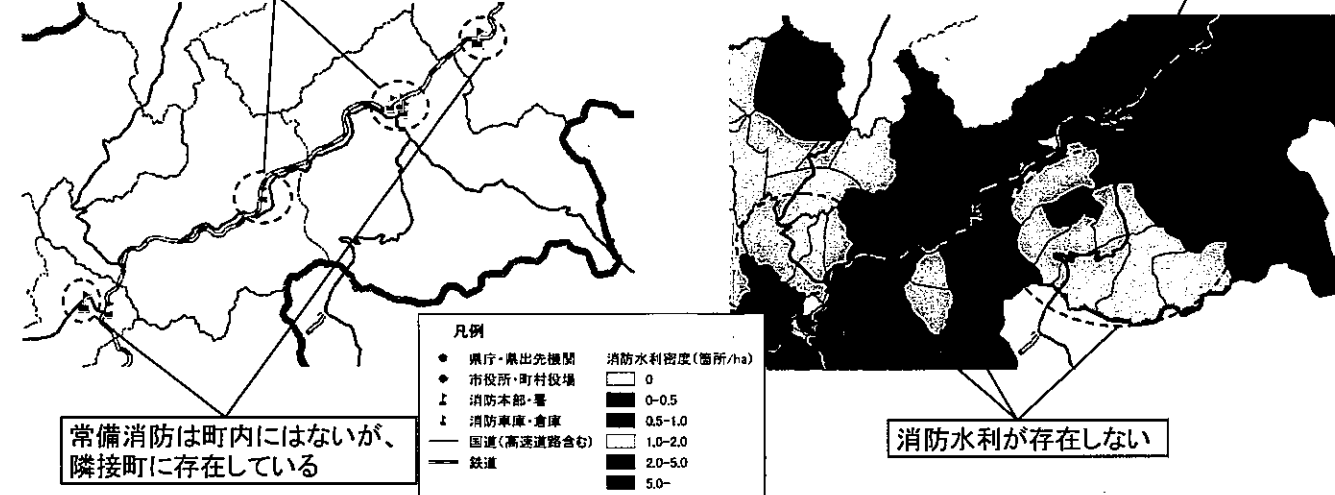 常備消防は町内にはないが、
隣接町に存在している
凡例
県庁・県出先機関
市役所・町村役場
消防本部・署
消防車庫・倉庫
国道(高速道路含む)
鉄道
消防水利密度(箇所/ha)
0
0-0.5
0.5-1.0
1.0-2.0
2.0-5.0
5.0-
消防水利が存在しない